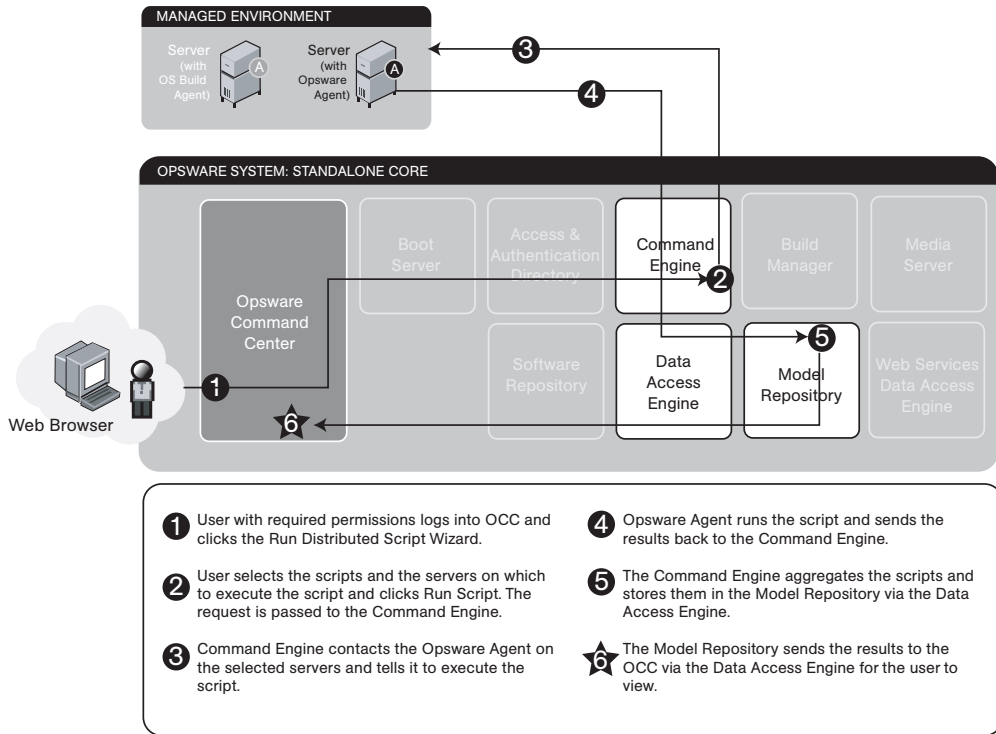 MANAGED ENVIRONMENT
Server
(with
OS Build
Agent)
A
Server
(with
Opsware
Agent)
A
3
4
OPSWARE SYSTEM: STANDALONE CORE
Opsware
Command
Center
Boot
Server
Access &
Authentication
Directory
Command
Engine
2
Build
Manager
Media
Server
Software
Repository
Data
Access
Engine
Model
Repository
5
Web Services
Data Access
Engine
1
6
Web Browser
1 User with required permissions logs into OCC and
clicks the Run Distributed Script Wizard.
2 User selects the scripts and the servers on which
to execute the script and clicks Run Script. The
request is passed to the Command Engine.
3 Command Engine contacts the Opsware Agent on
the selected servers and tells it to execute the
script.
4 Opsware Agent runs the script and sends the
results back to the Command Engine.
5 The Command Engine aggregates the scripts and
stores them in the Model Repository via the Data
Access Engine.
6 The Model Repository sends the results to the
OCC via the Data Access Engine for the user to
view.